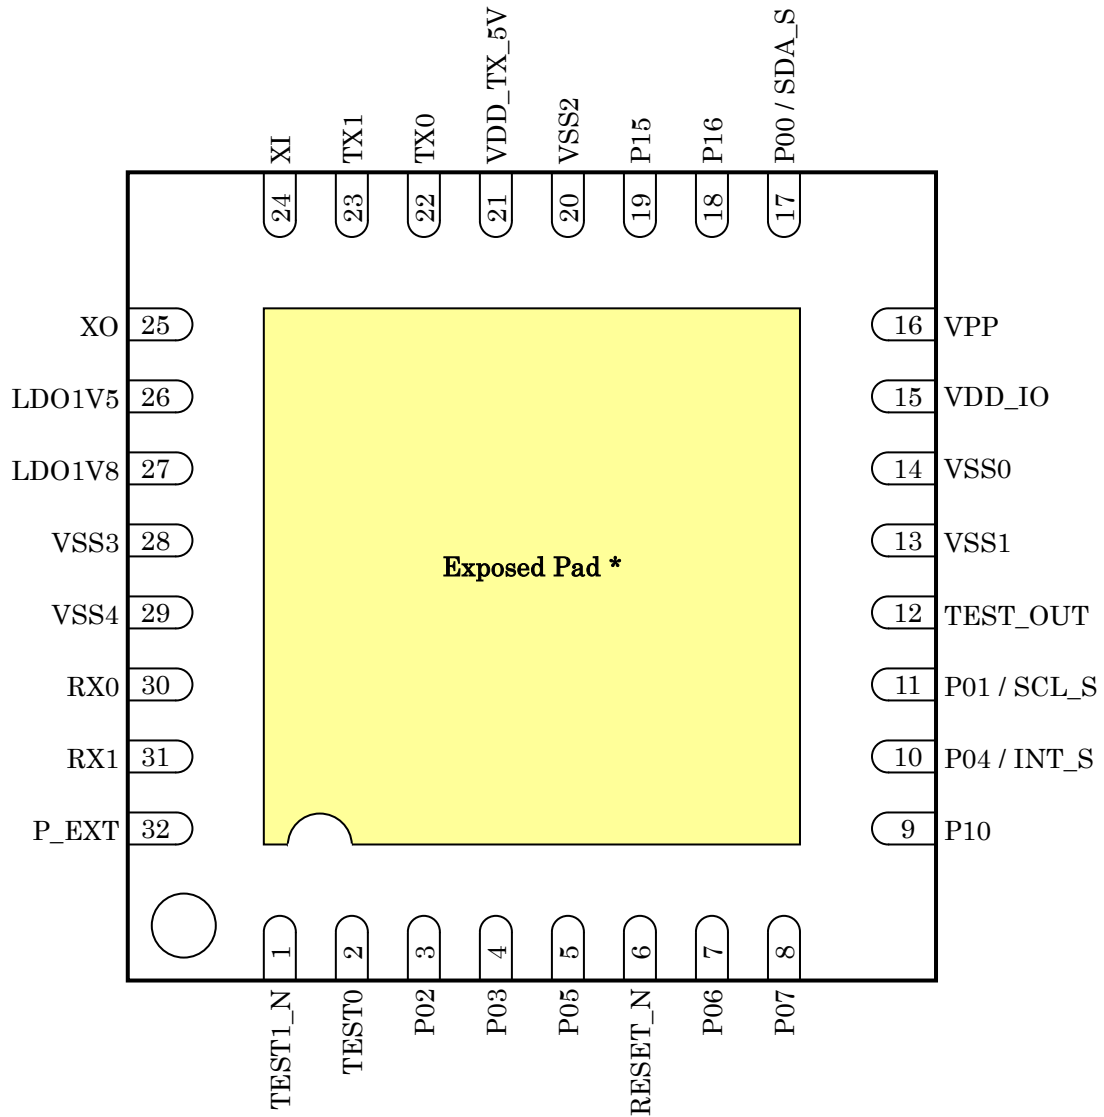 XI
TX1
TX0
VDD_TX_5V
VSS2
P15
P16
P00 / SDA_S
24
23
22
21
20
19
18
17
XO 25
LDO1V5 26
LDO1V8 27
VSS3 28
VSS4 29
RX0 30
RX1 31
P_EXT 32
Exposed Pad *
16 VPP
15 VDD_IO
14 VSS0
13 VSS1
12 TEST_OUT
11 P01 / SCL_S
10 P04 / INT_S
9 P10
1
2
3
4
5
6
7
8
TEST1_N
TEST0
P02
P03
P05
RESET_N
P06
P07